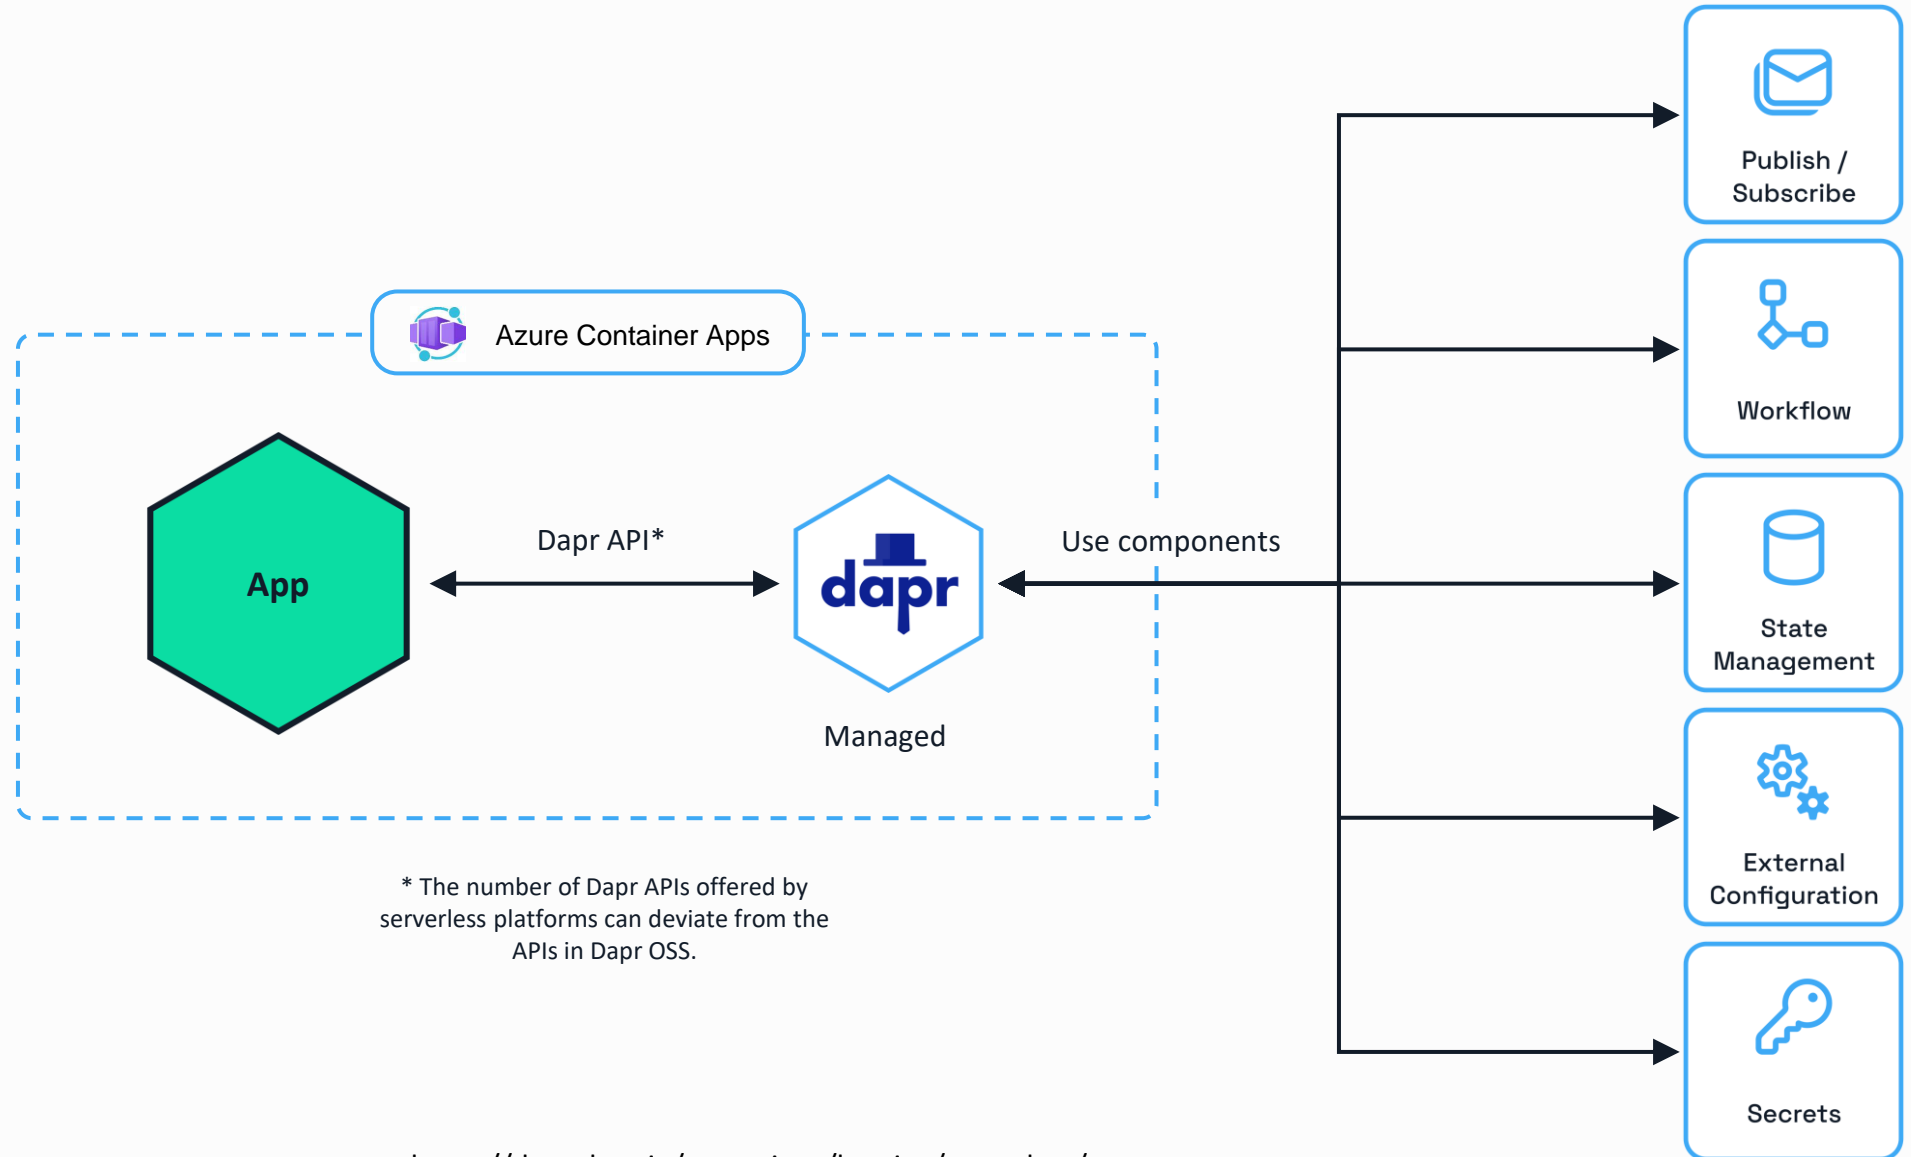 Publish /
Subscribe
Azure Container Apps
Workflow
App
Dapr API*
dapr
Use components
State
Management
Managed
External
Configuration
* The number of Dapr APIs offered by
serverless platforms can deviate from the
APIs in Dapr OSS.
Secrets